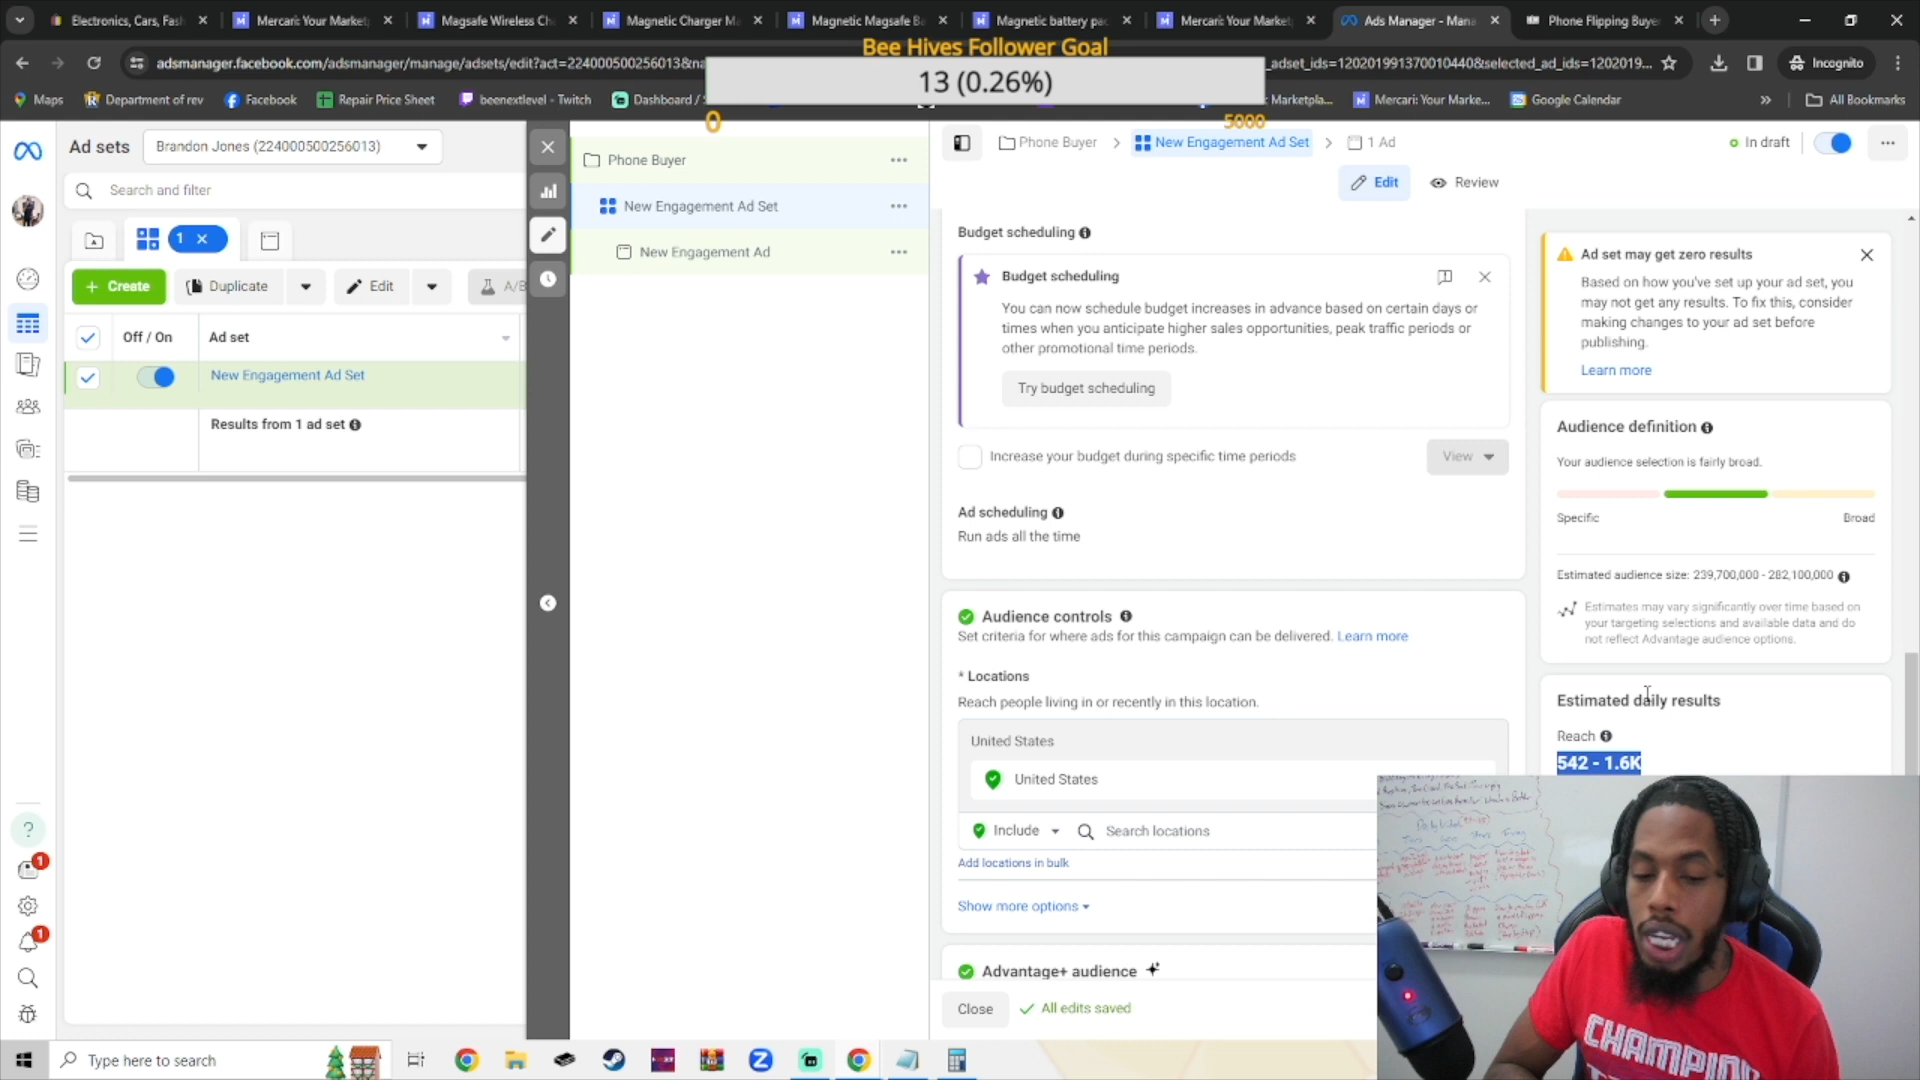 Electronics, Cars, Fash
Mercari: Your Market
Magsafe Wireless Ch
Magnetic Charger M
Magnetic Magsafe B
Magnetic battery pac
Mercari: Your Market
Ads Manager - Mana
Phone Flipping Buye
Bee Hives Follower Goal
adsmanager.facebook.com/adsmanager/manage/adsets/edit?act=224000500256013&na
_adset_ids=120201991370010440&selected_ad_ids=1202019...
Incognito
13 (0.26%)
Maps
Department of rev
Facebook
Repair Price Sheet
beenextlevel - Twitch
Dashboard /
Marketpla...
Mercari: Your Marke...
Google Calendar
All Bookmarks
0
5000
Ad sets
Brandon Jones (224000500256013)
Search and filter
1
Create
Duplicate
Edit
A/B
Off / On
Ad set
New Engagement Ad Set
Results from 1 ad set
Phone Buyer
New Engagement Ad Set
New Engagement Ad
Phone Buyer
New Engagement Ad Set
1 Ad
In draft
Edit
Review
Budget scheduling
Budget scheduling
You can now schedule budget increases in advance based on certain days or
times when you anticipate higher sales opportunities, peak traffic periods or
other promotional time periods.
Try budget scheduling
Increase your budget during specific time periods
View
Ad scheduling
Run ads all the time
Audience controls
Set criteria for where ads for this campaign can be delivered. Learn more
* Locations
Reach people living in or recently in this location.
United States
United States
Include
Search locations
Add locations in bulk
Show more options
Advantage+ audience
Close
All edits saved
Ad set may get zero results
Based on how you've set up your ad set, you
may not get any results. To fix this, consider
making changes to your ad set before
publishing.
Learn more
Audience definition
Your audience selection is fairly broad.
Specific
Broad
Estimated audience size: 239,700,000 - 282,100,000
Estimates may vary significantly over time based on
your targeting selections and available data and do
not reflect Advantage audience options.
Estimated daily results
Reach
542 - 1.6K
CHAMPION
?
1
1
Type here to search